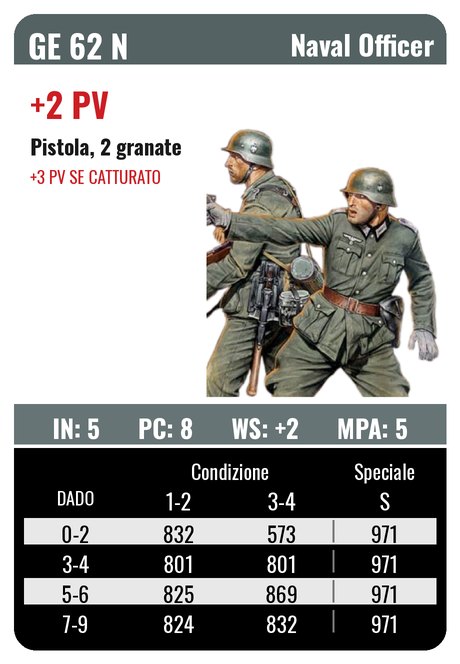 GE 62 N Naval Officer
+2 PV
Pistola, 2 granate
+3 PV SE CATTURATO
IN: 5 PC: 8 WS: +2 MPA: 5
Condizione Speciale
DADO 1-2 3-4 S
0-2 832 573 971
3-4 801 801 971
5-6 825 869 971
7-9 824 832 971